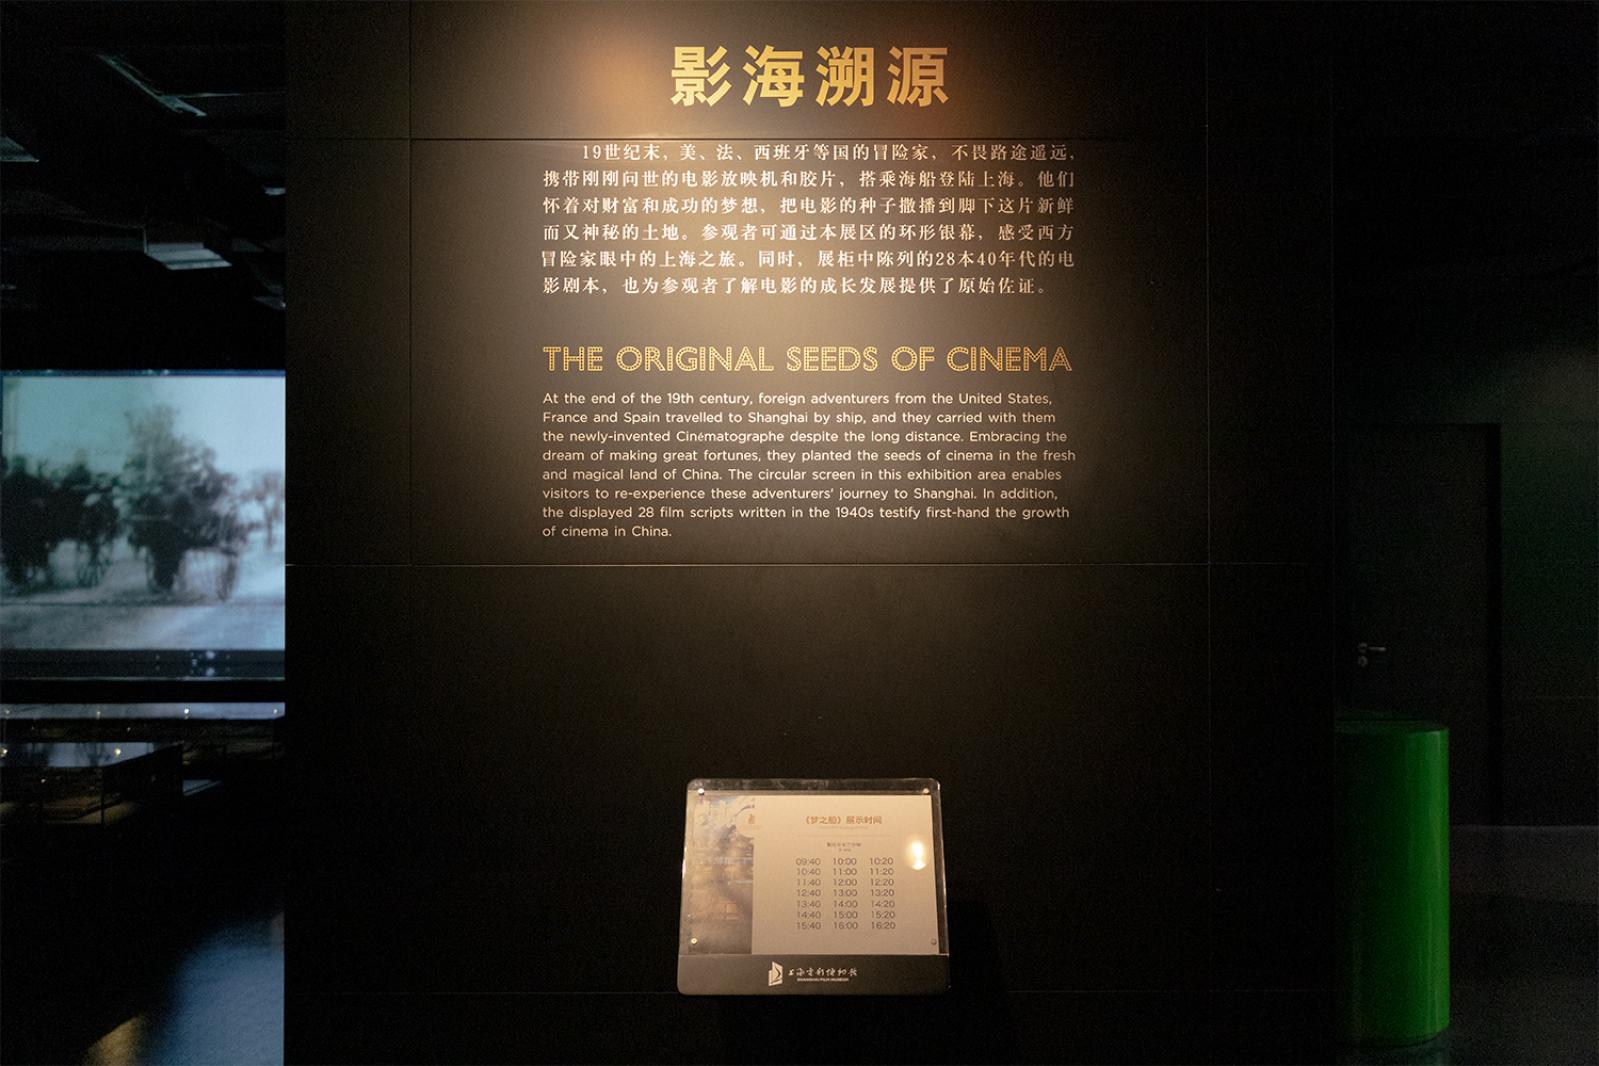 影海溯源
19世纪末，美、法、西班牙等国的冒险家，不畏路途遥远，
携带刚刚问世的电影放映机和胶片，搭乘海船登陆上海。他们
怀着对财富和成功的梦想，把电影的种子撒播到脚下这片新鲜
而又神秘的土地。参观者可通过本展区的环形银幕，感受西方
冒险家眼中的上海之旅。同时，展柜中陈列的28本40年代的电
影剧本，也为参观者了解电影的成长发展提供了原始佐证。
THE ORIGINAL SEEDS OF CINEMA
At the end of the 19th century, foreign adventurers from the United States,
France and Spain travelled to Shanghai by ship, and they carried with them
the newly-invented Cinématographe despite the long distance. Embracing the
dream of making great fortunes, they planted the seeds of cinema in the fresh
and magical land of China. The circular screen in this exhibition area enables
visitors to re-experience these adventurers' journey to Shanghai. In addition,
the displayed 28 film scripts written in the 1940s testify first-hand the growth
of cinema in China.
《梦之船》展示时间
09:40 10:00 10:20
10:40 11:00 11:20
11:40 12:00 12:20
12:40 13:00 13:20
13:40 14:00 14:20
14:40 15:00 15:20
15:40 16:00 16:20
上海电影博物馆
SHANGHAI FILM MUSEUM